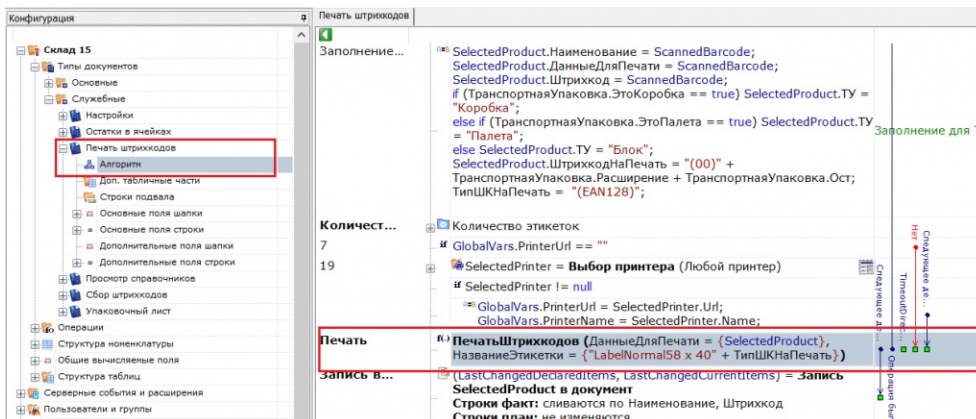 Конфигурация
Склад 15
Типы документов
Основные
Служебные
Настройки
Остатки в ячейках
Печать штрихкодов
Алгоритм
Доп. табличные части
Строки подвала
Основные поля шапки
Основные поля строки
Дополнительные поля шапки
Дополнительные поля строки
Просмотр справочников
Сбор штрихкодов
Упаковочный лист
Операции
Структура номенклатуры
Общие вычисляемые поля
Структура таблиц
Серверные события и расширения
Пользователи и группы
Печать штрихкодов
Заполнение...
SelectedProduct.Наименование = ScannedBarcode;
SelectedProduct.ДанныеДляПечати = ScannedBarcode;
SelectedProduct.Штрихкод = ScannedBarcode;
if (ТранспортнаяУпаковка.ЭтоКоробка == true) SelectedProduct.ТУ =
"Коробка";
else if (ТранспортнаяУпаковка.ЭтоПалета == true) SelectedProduct.ТУ
= "Палета";
else SelectedProduct.ТУ = "Блок";
SelectedProduct.ШтрихкодНаПечать = "(00)" +
ТранспортнаяУпаковка.Расширение + ТранспортнаяУпаковка.Ост;
ТипШКНаПечать = "(EAN128)";
Заполнение для
Количест...
Количество этикеток
7
if GlobalVars.PrinterUrl == ""
19
SelectedPrinter = Выбор принтера (Любой принтер)
if SelectedPrinter != null
GlobalVars.PrinterUrl = SelectedPrinter.Url;
GlobalVars.PrinterName = SelectedPrinter.Name;
Следующее де...
TimeoutDirec...
Нет
Следующее де...
Печать
f(..) ПечатьШтрихкодов (ДанныеДляПечати = {SelectedProduct},
НазваниеЭтикетки = {"LabelNormal58 x 40" + ТипШКНаПечать})
Операция бы
Запись в...
(LastChangedDeclaredItems, LastChangedCurrentItems) = Запись
SelectedProduct в документ
Строки факт: сливаются по Наименование, Штрихкод
Строки план: не изменяются